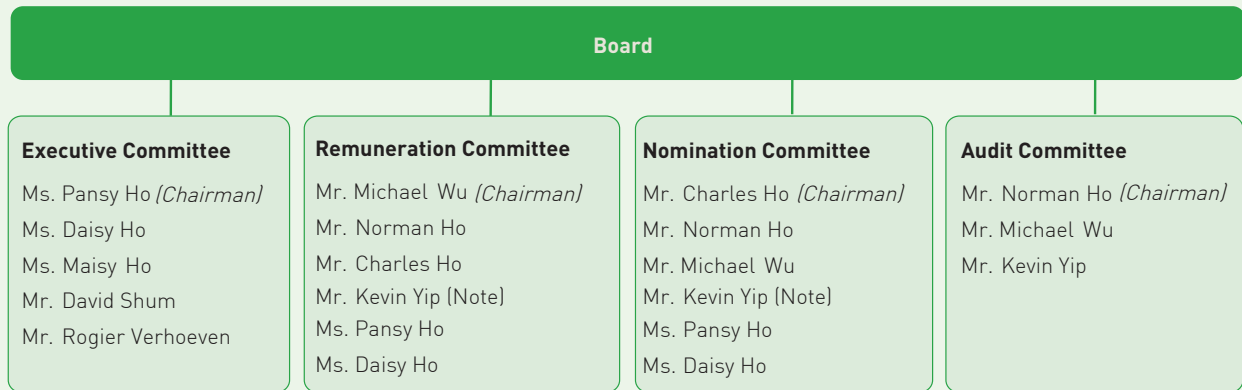 Board
Executive Committee
Ms. Pansy Ho (Chairman)
Ms. Daisy Ho
Ms. Maisy Ho
Mr. David Shum
Mr. Rogier Verhoeven
Remuneration Committee
Mr. Michael Wu (Chairman)
Mr. Norman Ho
Mr. Charles Ho
Mr. Kevin Yip (Note)
Ms. Pansy Ho
Ms. Daisy Ho
Nomination Committee
Mr. Charles Ho (Chairman)
Mr. Norman Ho
Mr. Michael Wu
Mr. Kevin Yip (Note)
Ms. Pansy Ho
Ms. Daisy Ho
Audit Committee
Mr. Norman Ho (Chairman)
Mr. Michael Wu
Mr. Kevin Yip